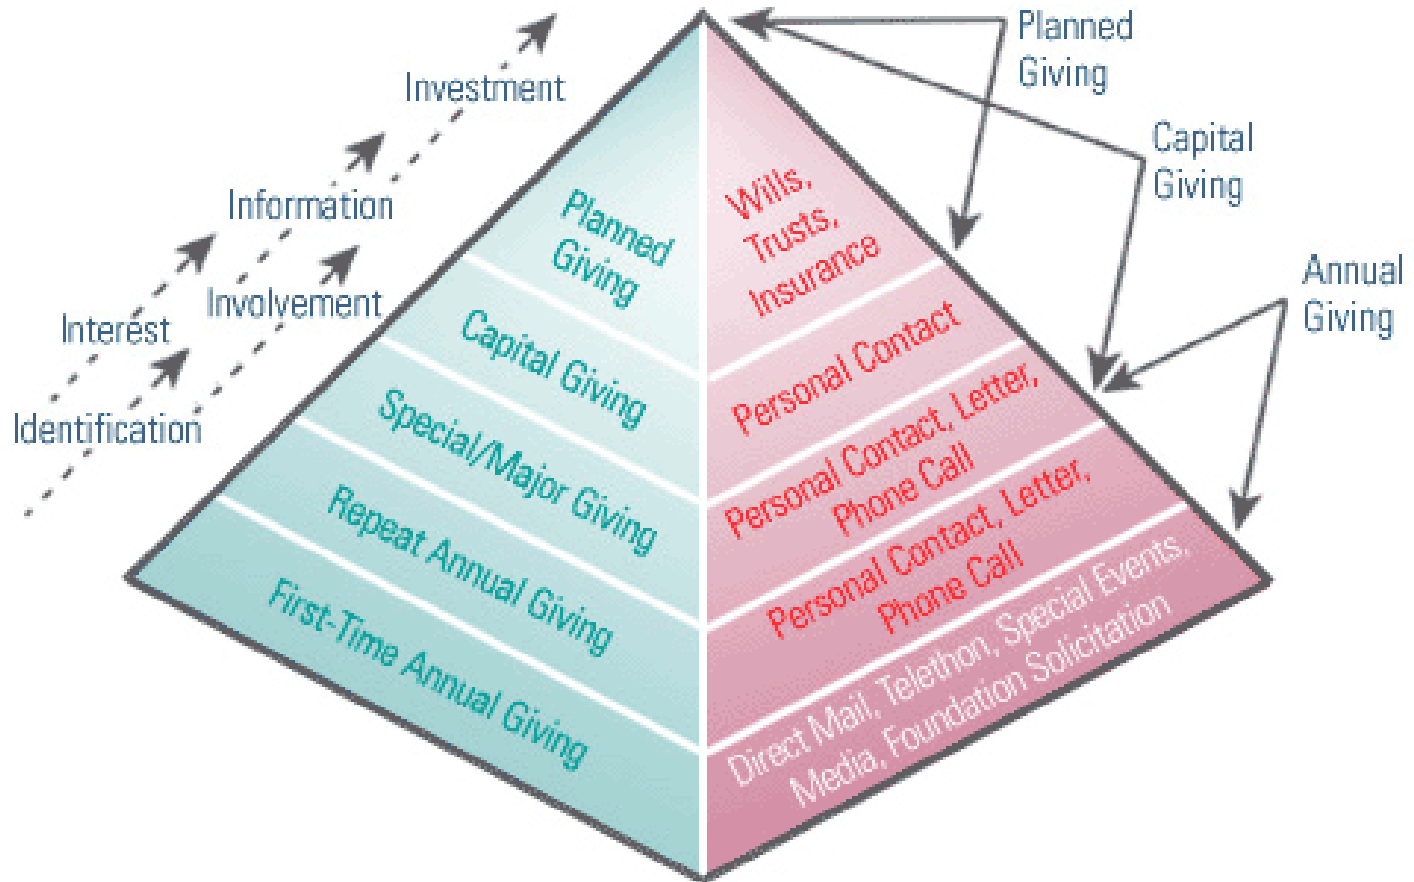 Investment
Information
Involvement
Interest
Identification
Planned
Giving
Capital Giving
Special/Major Giving
Repeat Annual Giving
First-Time Annual Giving
Wills,
Trusts,
Insurance
Personal Contact
Personal Contact, Letter,
Phone Call
Personal Contact, Letter,
Phone Call
Direct Mail, Telethon, Special Events,
Media, Foundation Solicitation
Planned
Giving
Capital
Giving
Annual
Giving